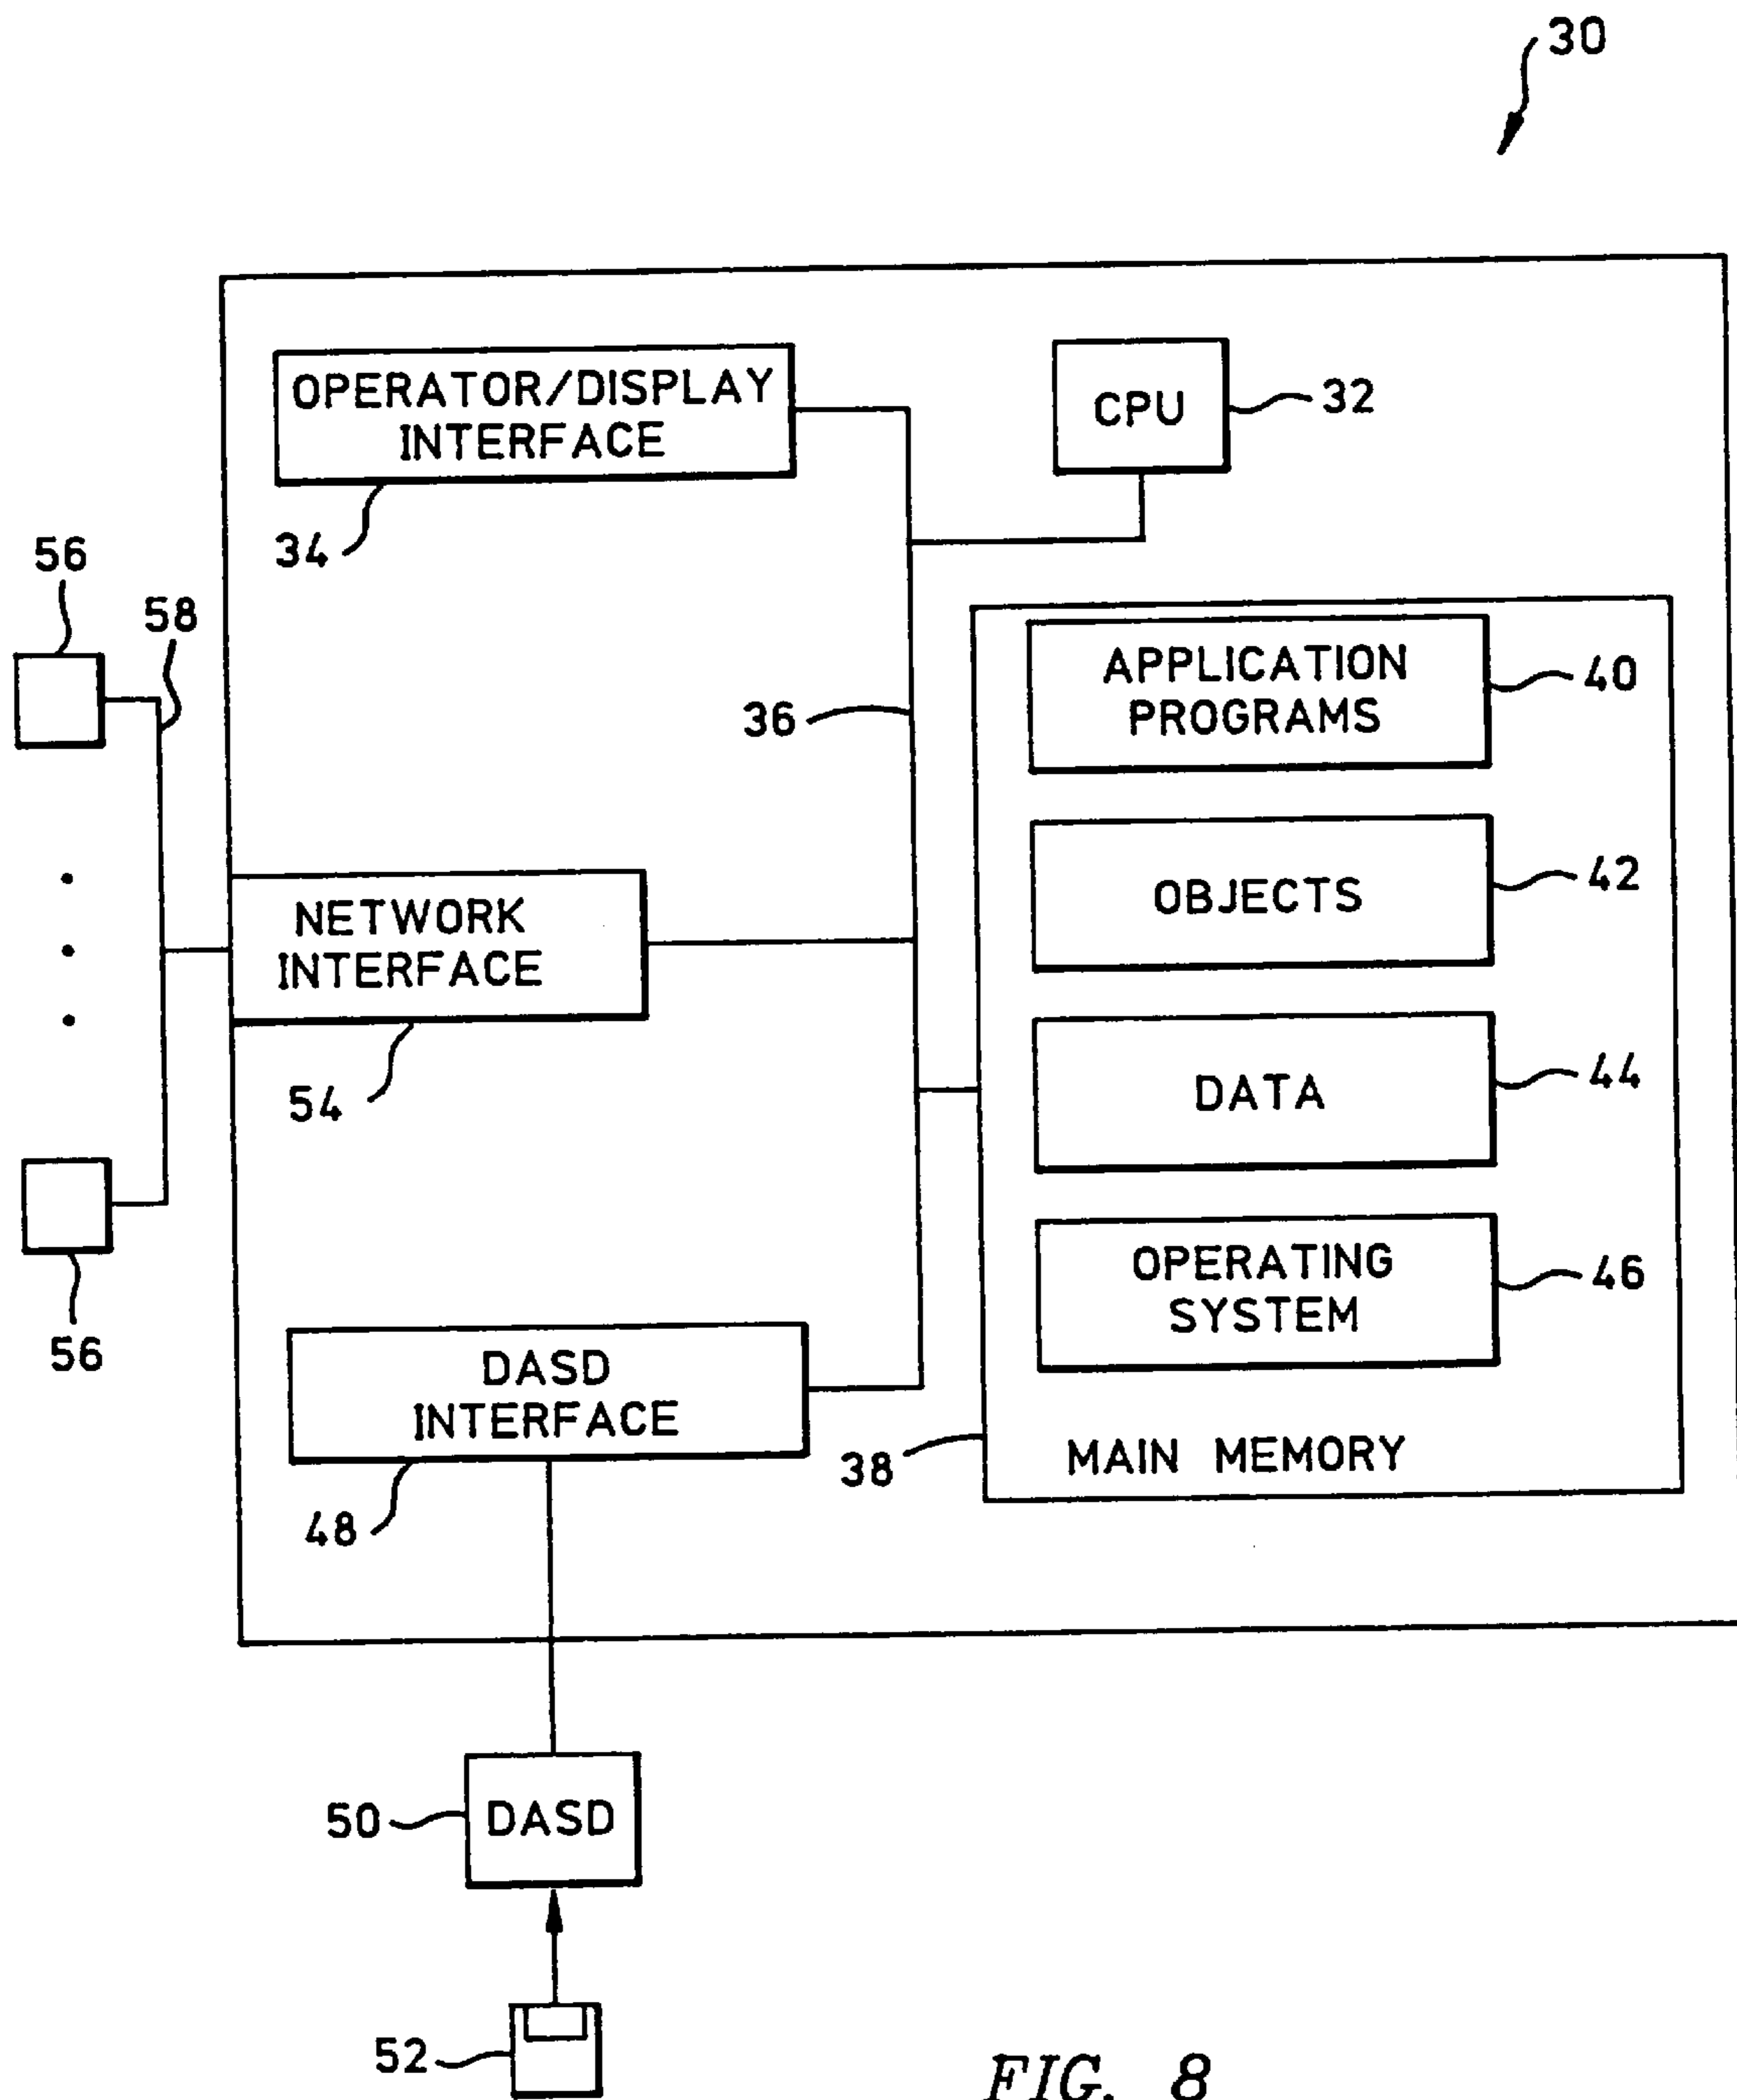 30
OPERATOR/DISPLAY
INTERFACE
34
CPU
32
56
58
36
APPLICATION
PROGRAMS
40
OBJECTS
42
NETWORK
INTERFACE
54
DATA
44
56
OPERATING
SYSTEM
46
DASD
INTERFACE
48
38
MAIN MEMORY
50
DASD
52
FIG. 8